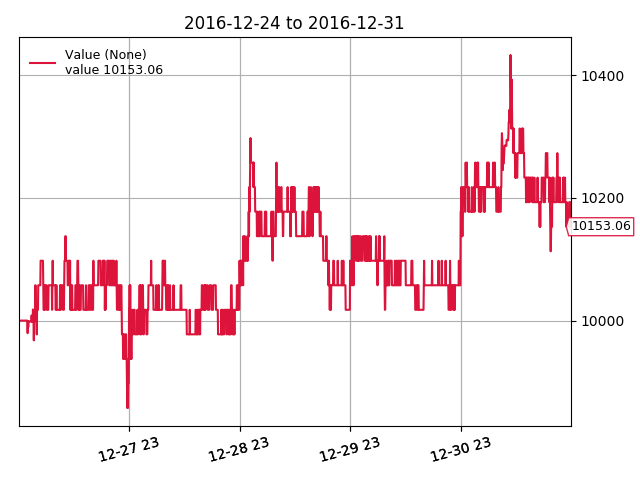 2016-12-24 to 2016-12-31
Value (None)
value 10153.06
10400
10200
10153.06
10000
12-27 23
12-28 23
12-29 23
12-30 23